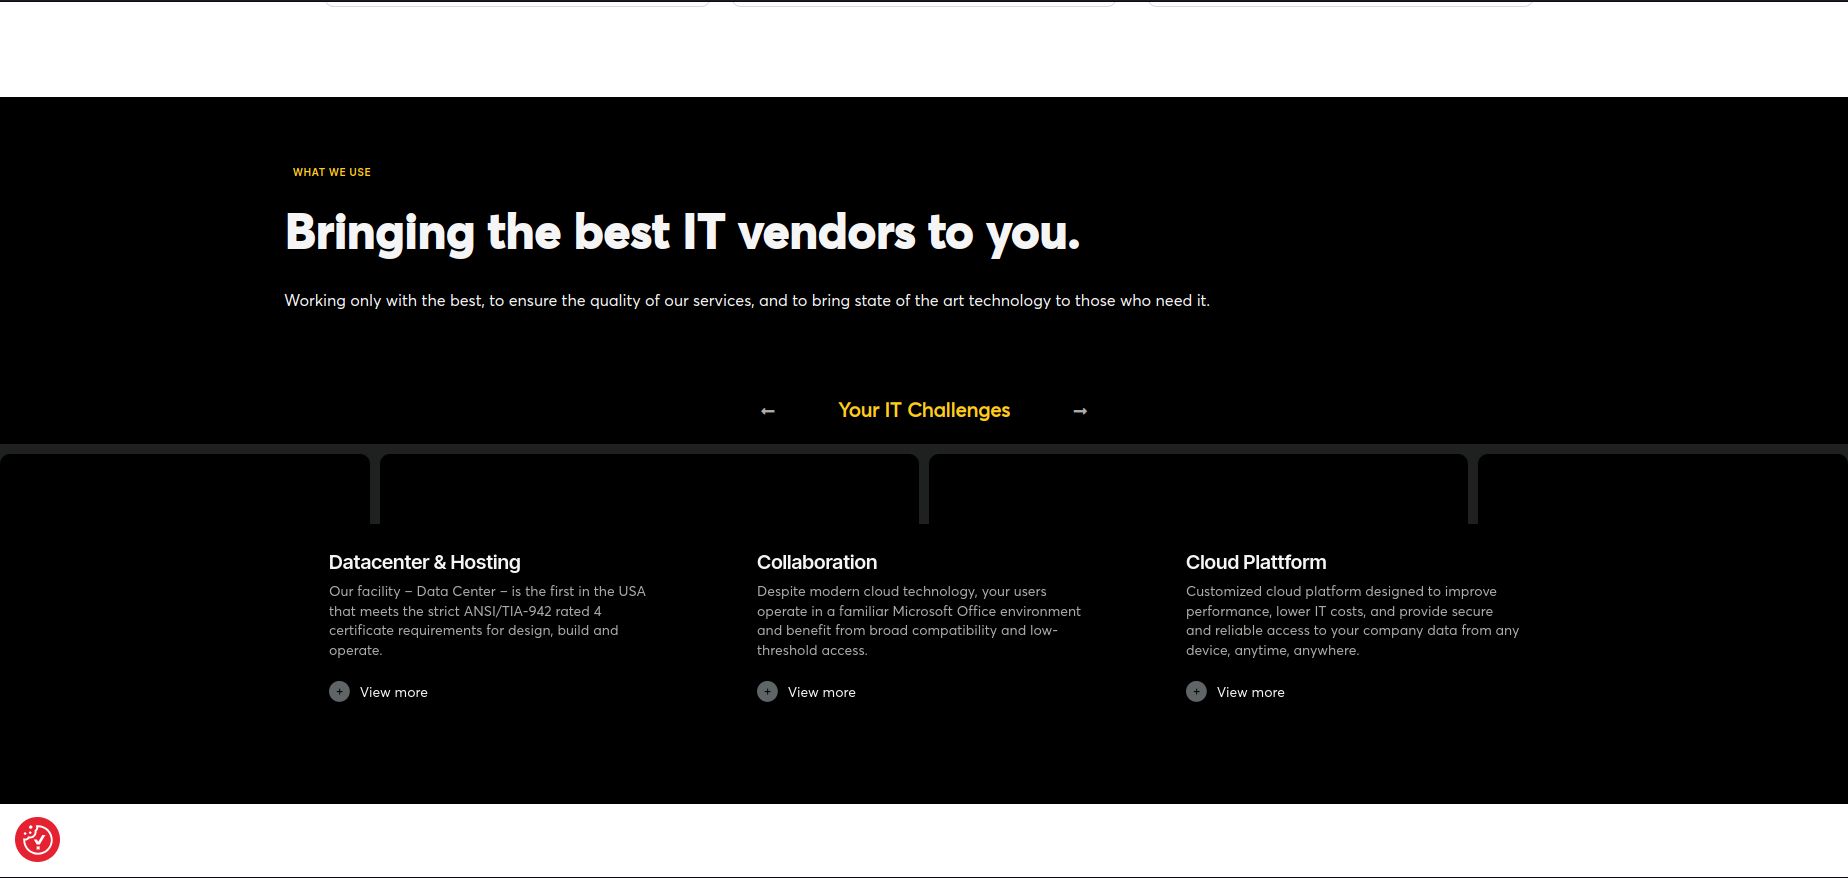 WHAT WE USE
Bringing the best IT vendors to you.
Working only with the best, to ensure the quality of our services, and to bring state of the art technology to those who need it.
← Your IT Challenges →
Datacenter & Hosting
Our facility – Data Center – is the first in the USA
that meets the strict ANSI/TIA-942 rated 4
certificate requirements for design, build and
operate.
+ View more
Collaboration
Despite modern cloud technology, your users
operate in a familiar Microsoft Office environment
and benefit from broad compatibility and low-
threshold access.
+ View more
Cloud Plattform
Customized cloud platform designed to improve
performance, lower IT costs, and provide secure
and reliable access to your company data from any
device, anytime, anywhere.
+ View more